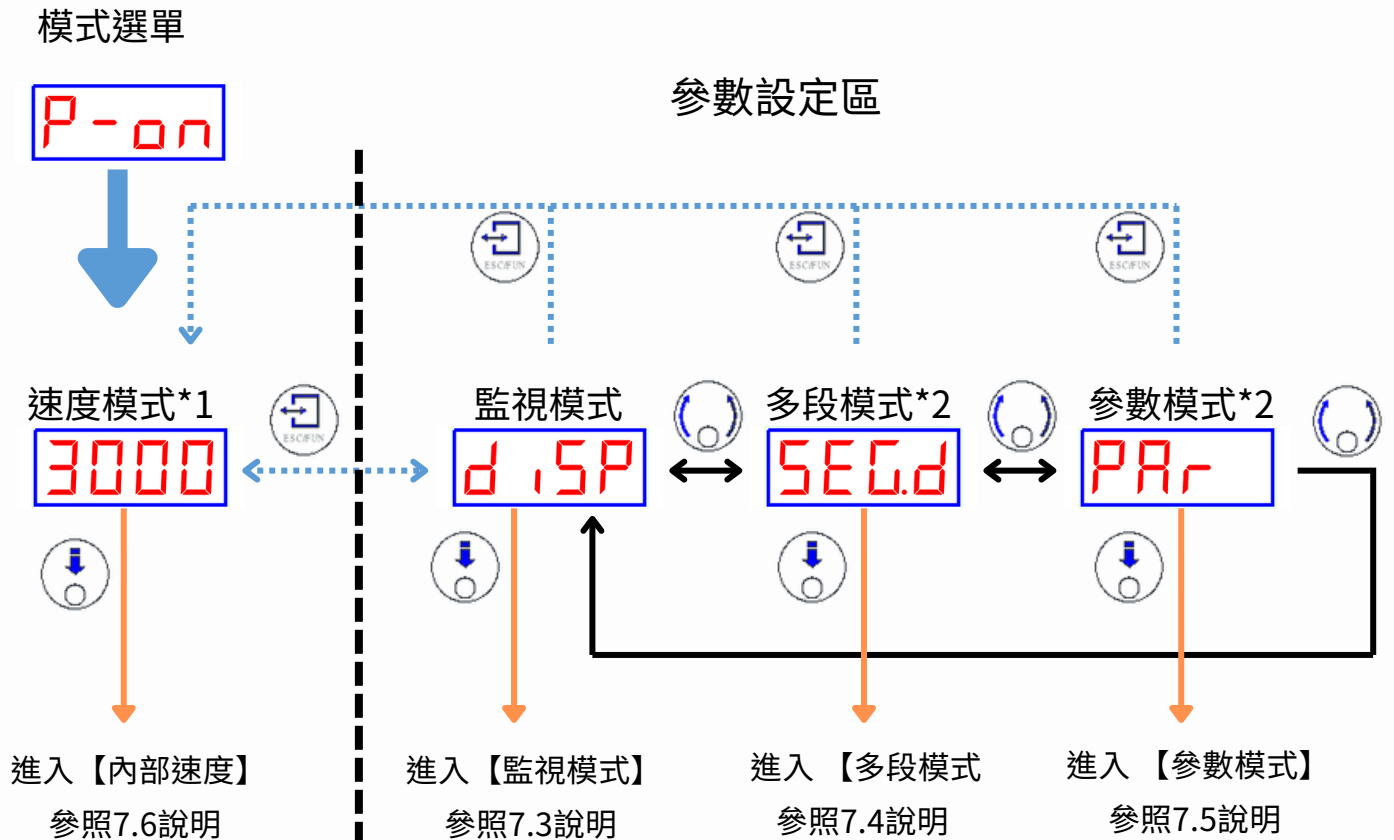 模式選單
參數設定區
P-on
ESC/FUN
ESC/FUN
ESC/FUN
速度模式*1
監視模式
多段模式*2
參數模式*2
ESC/FUN
3000
diSP
SEG.d
PAr
進入【內部速度】
進入【監視模式】
進入 【多段模式
進入 【參數模式】
參照7.6說明
參照7.3說明
參照7.4說明
參照7.5說明